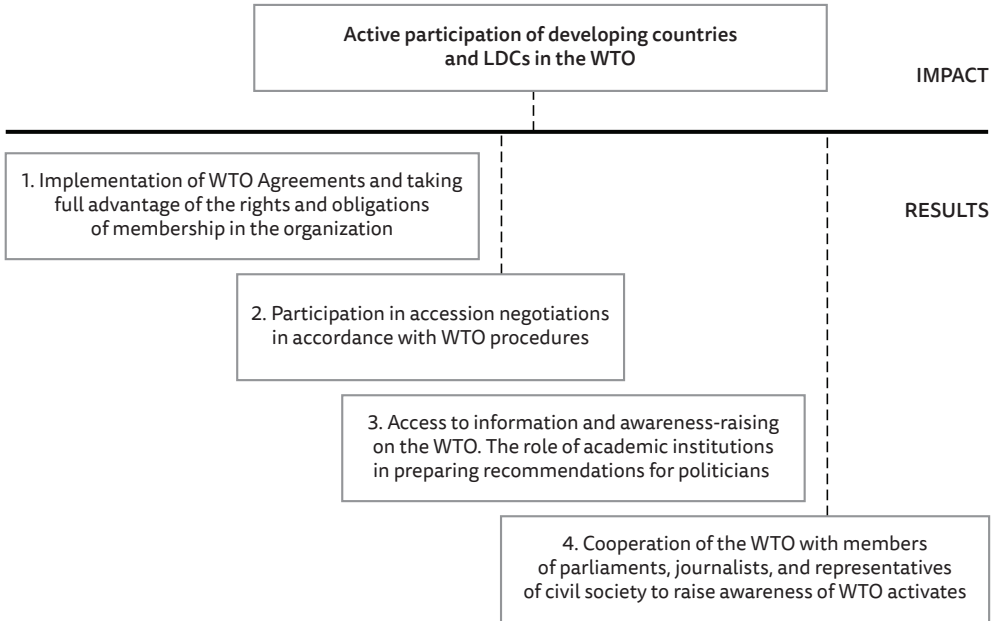 Active participation of developing countries
and LDCs in the WTO
IMPACT
1. Implementation of WTO Agreements and taking
full advantage of the rights and obligations
of membership in the organization
RESULTS
2. Participation in accession negotiations
in accordance with WTO procedures
3. Access to information and awareness-raising
on the WTO. The role of academic institutions
in preparing recommendations for politicians
4. Cooperation of the WTO with members
of parliaments, journalists, and representatives
of civil society to raise awareness of WTO activates